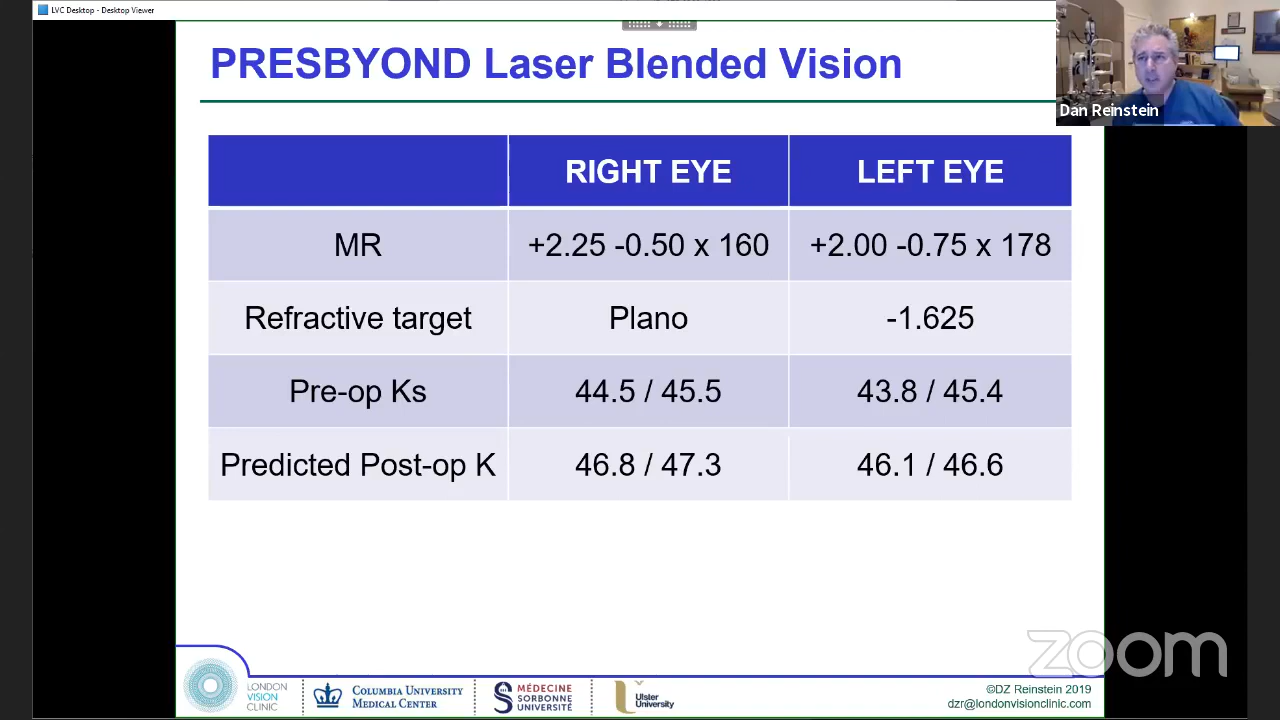 LVC Desktop - Desktop Viewer
PRESBYOND Laser Blended Vision
Dan Reinstein
RIGHT EYE LEFT EYE
MR +2.25 -0.50 x 160 +2.00 -0.75 x 178
Refractive target Plano -1.625
Pre-op Ks 44.5 / 45.5 43.8 / 45.4
Predicted Post-op K 46.8 / 47.3 46.1 / 46.6
zoom
LONDON
VISION
CLINIC
COLUMBIA UNIVERSITY
MEDICAL CENTER
MÉDECINE
SORBONNE
UNIVERSITÉ
Ulster
University
©DZ Reinstein 2019
dzr@londonvisionclinic.com